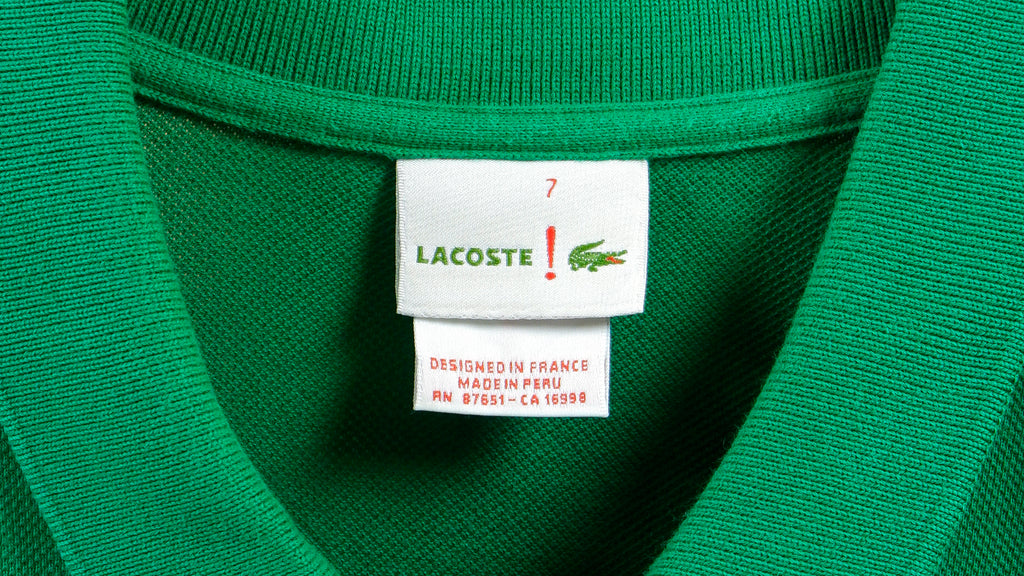 7
LACOSTE !
DESIGNED IN FRANCE
MADE IN PERU
RN 87651 - CA 16998